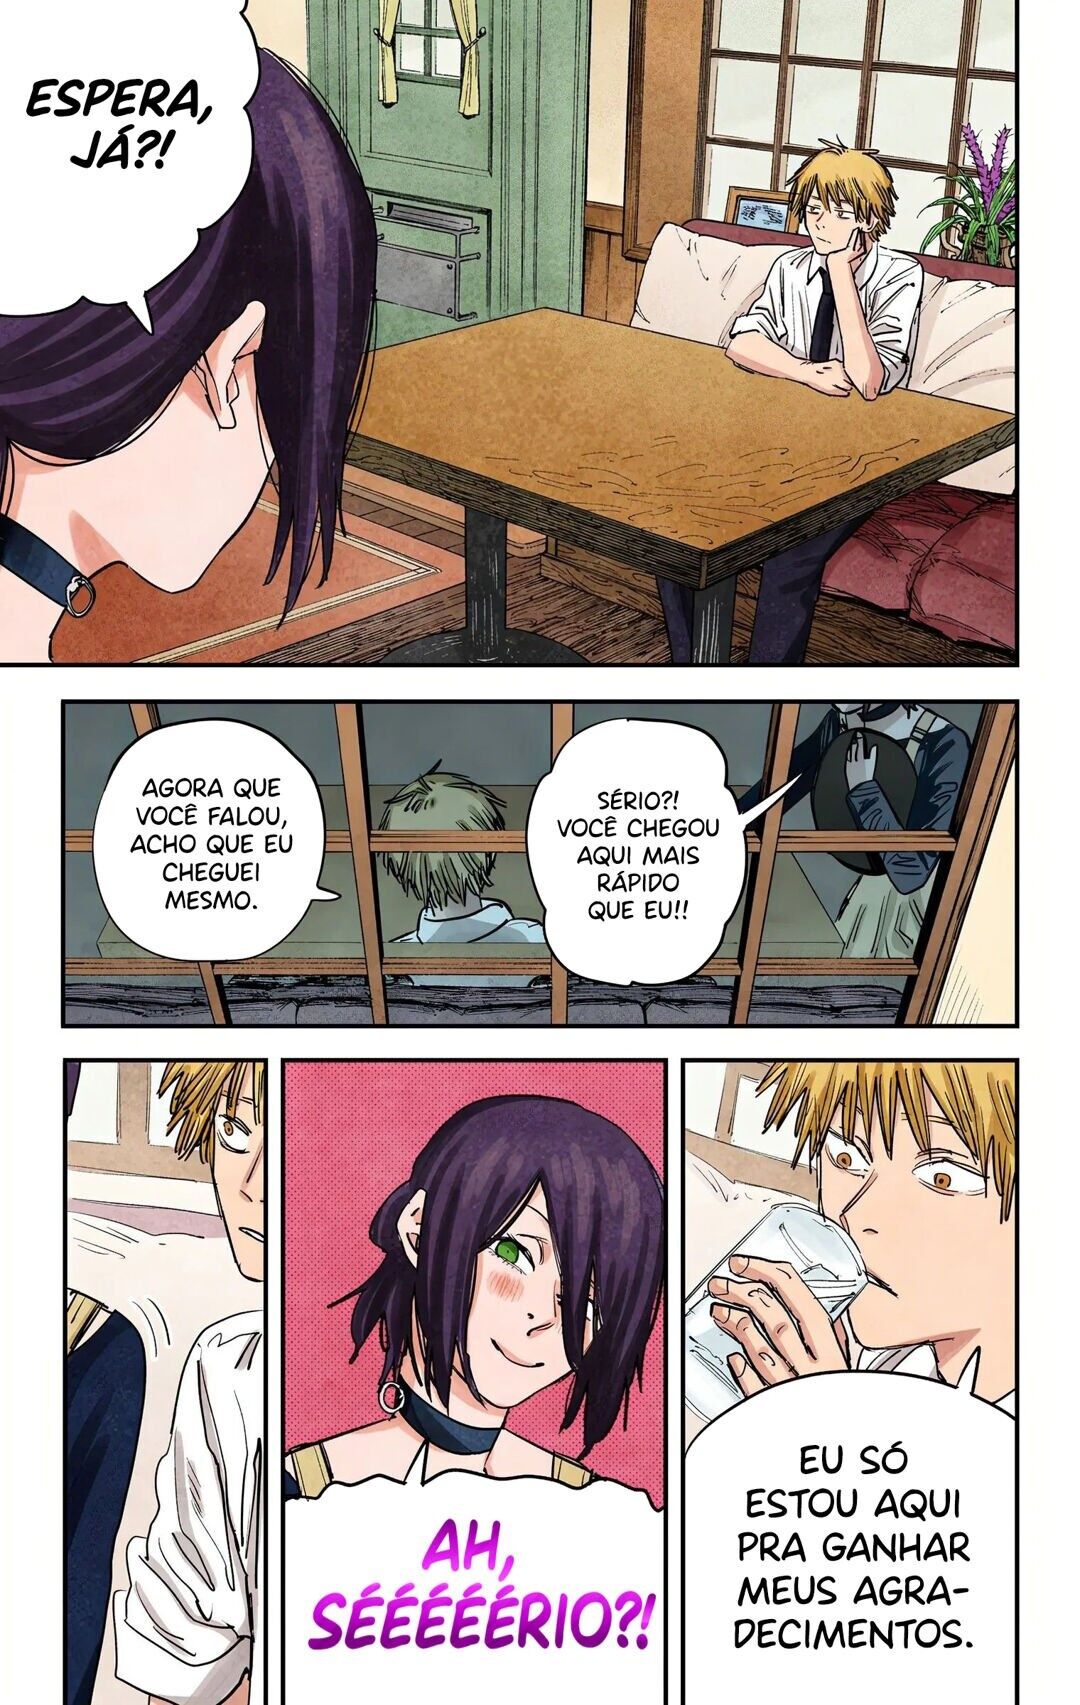 ESPERA,
JÁ?!
SÉRIO?!
VOCÊ CHEGOU
AQUI MAIS
RÁPIDO
QUE EU!!
AGORA QUE
VOCÊ FALOU,
ACHO QUE EU
CHEGUEI
MESMO.
EU SÓ
ESTOU AQUI
PRA GANHAR
MEUS AGRA-
DECIMENTOS.
AH,
SÉÉÉÉÉRIO?!